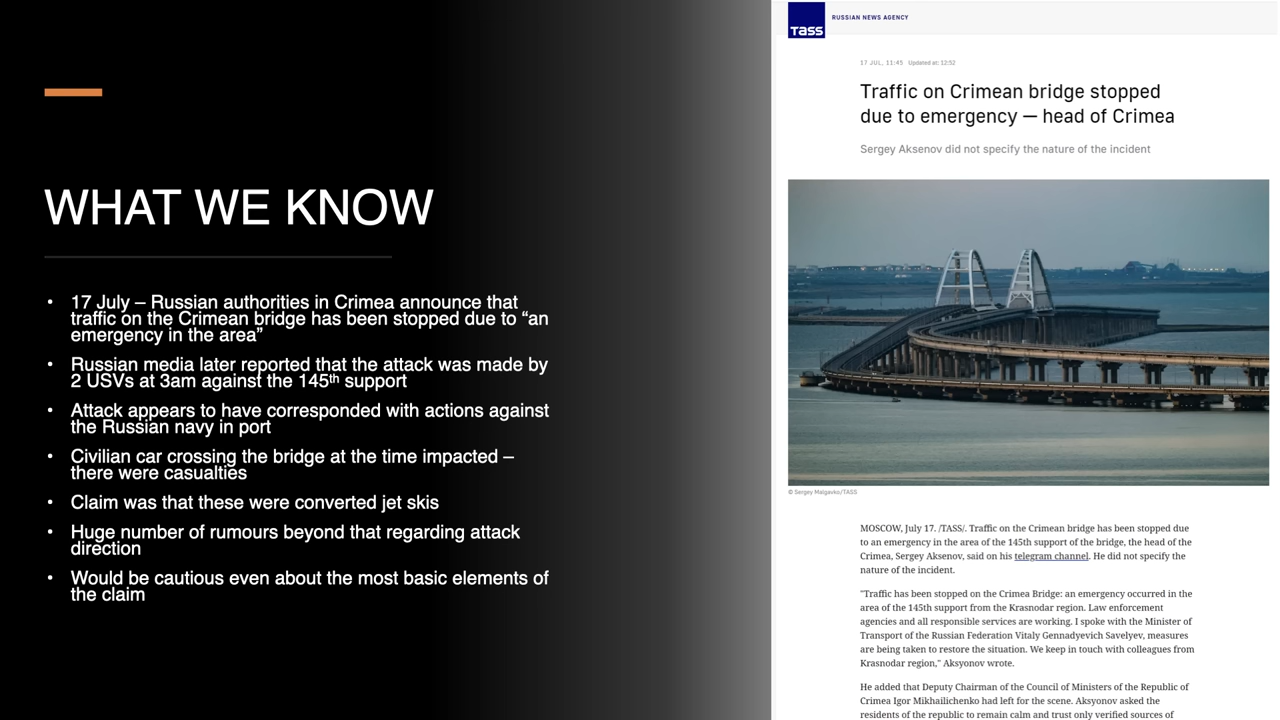 WHAT WE KNOW
• 17 July – Russian authorities in Crimea announce that
traffic on the Crimean bridge has been stopped due to “an
emergency in the area”
• Russian media later reported that the attack was made by
2 USVs at 3am against the 145th support
• Attack appears to have corresponded with actions against
the Russian navy in port
• Civilian car crossing the bridge at the time impacted –
there were casualties
• Claim was that these were converted jet skis
• Huge number of rumours beyond that regarding attack
direction
• Would be cautious even about the most basic elements of
the claim
TASS
RUSSIAN NEWS AGENCY
17 JUL, 11:45 Updated at: 12:52
Traffic on Crimean bridge stopped
due to emergency — head of Crimea
Sergey Aksenov did not specify the nature of the incident
© Sergey Malgavko/TASS
MOSCOW, July 17. /TASS/. Traffic on the Crimean bridge has been stopped due
to an emergency in the area of the 145th support of the bridge, the head of the
Crimea, Sergey Aksenov, said on his telegram channel. He did not specify the
nature of the incident.
"Traffic has been stopped on the Crimea Bridge: an emergency occurred in the
area of the 145th support from the Krasnodar region. Law enforcement
agencies and all responsible services are working. I spoke with the Minister of
Transport of the Russian Federation Vitaly Gennadyevich Savelyev, measures
are being taken to restore the situation. We keep in touch with colleagues from
Krasnodar region," Aksyonov wrote.
He added that Deputy Chairman of the Council of Ministers of the Republic of
Crimea Igor Mikhailichenko had left for the scene. Aksyonov asked the
residents of the republic to remain calm and trust only verified sources of